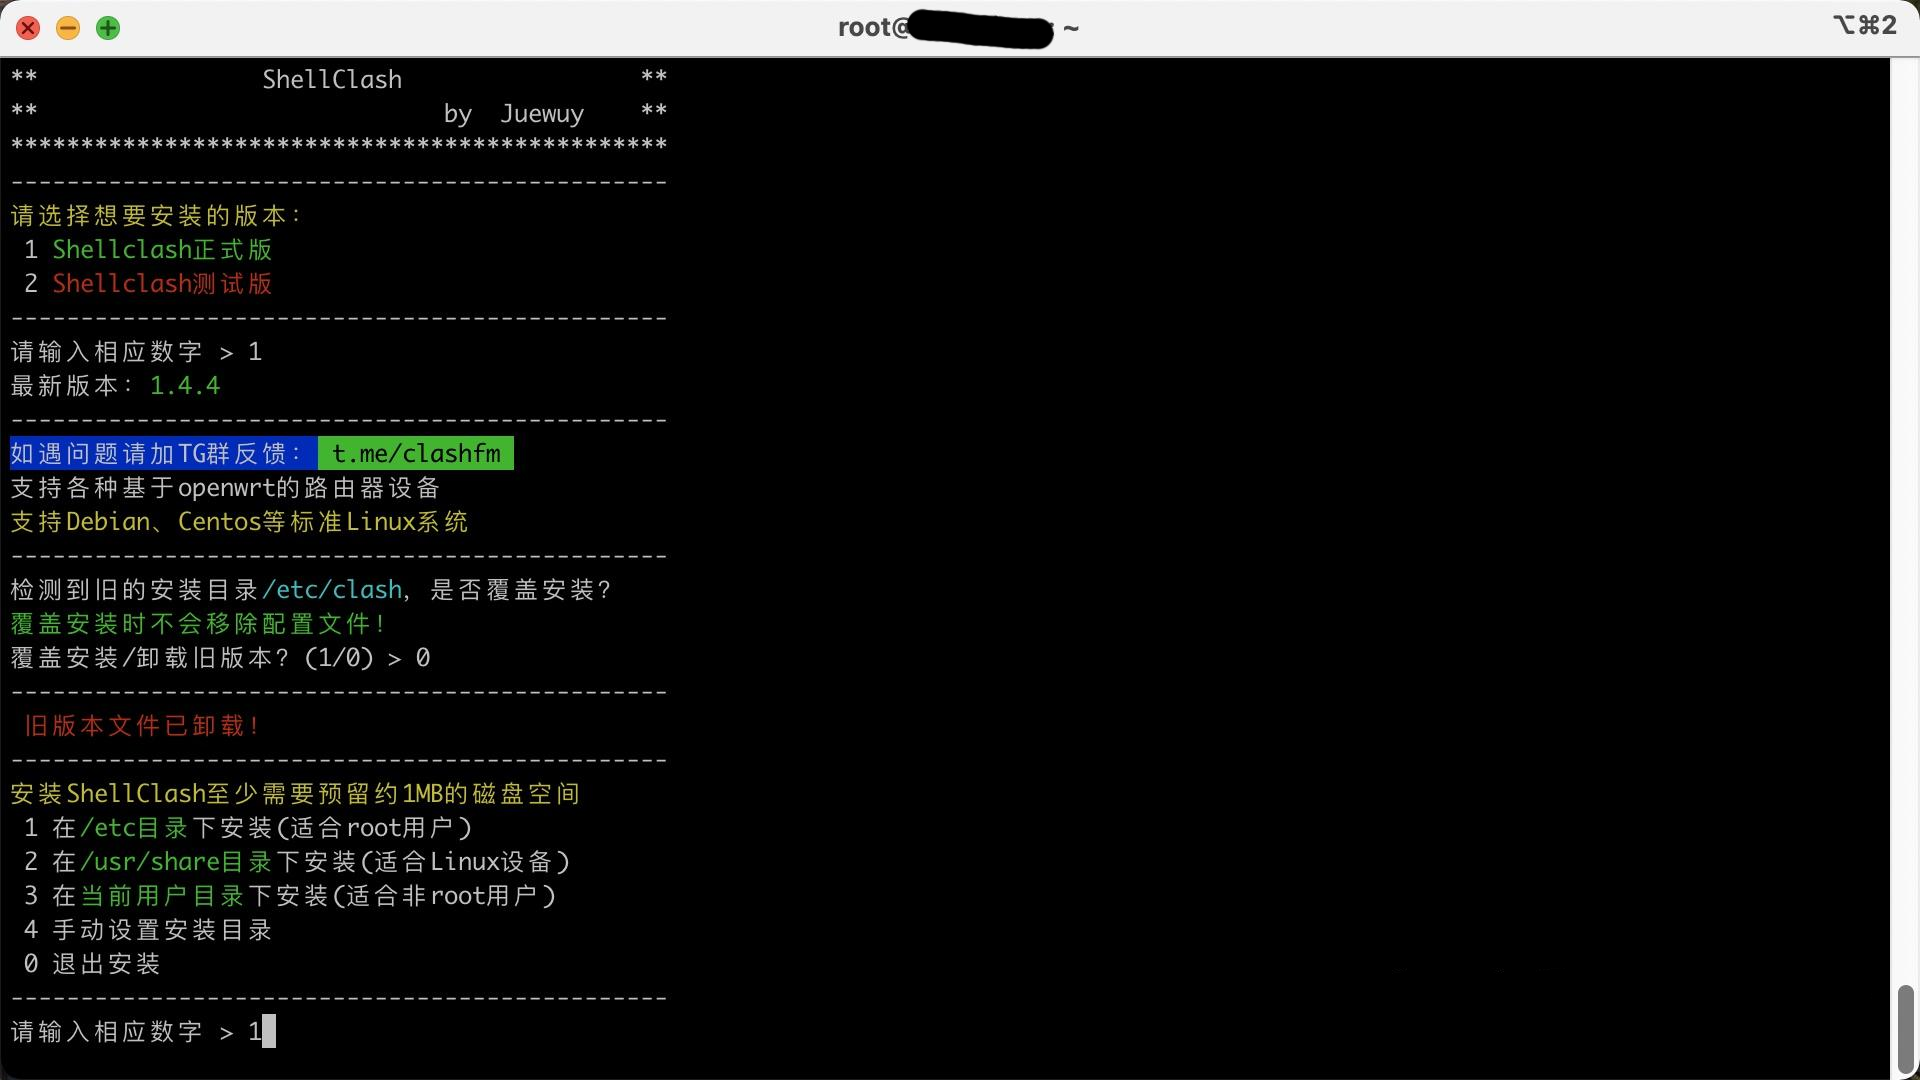 root@ : ~
⌥⌘2
** ShellClash **
** by Juewuy **
***********************************************
-----------------------------------------------
请选择想要安装的版本：
1 Shellclash正式版
2 Shellclash测试版
-----------------------------------------------
请输入相应数字 > 1
最新版本：1.4.4
-----------------------------------------------
如遇问题请加TG群反馈： t.me/clashfm
支持各种基于openwrt的路由器设备
支持Debian、Centos等标准Linux系统
-----------------------------------------------
检测到旧的安装目录/etc/clash，是否覆盖安装？
覆盖安装时不会移除配置文件！
覆盖安装/卸载旧版本？(1/0) > 0
-----------------------------------------------
旧版本文件已卸载！
-----------------------------------------------
安装ShellClash至少需要预留约1MB的磁盘空间
1 在/etc目录下安装(适合root用户)
2 在/usr/share目录下安装(适合Linux设备)
3 在当前用户目录下安装(适合非root用户)
4 手动设置安装目录
0 退出安装
-----------------------------------------------
请输入相应数字 > 1